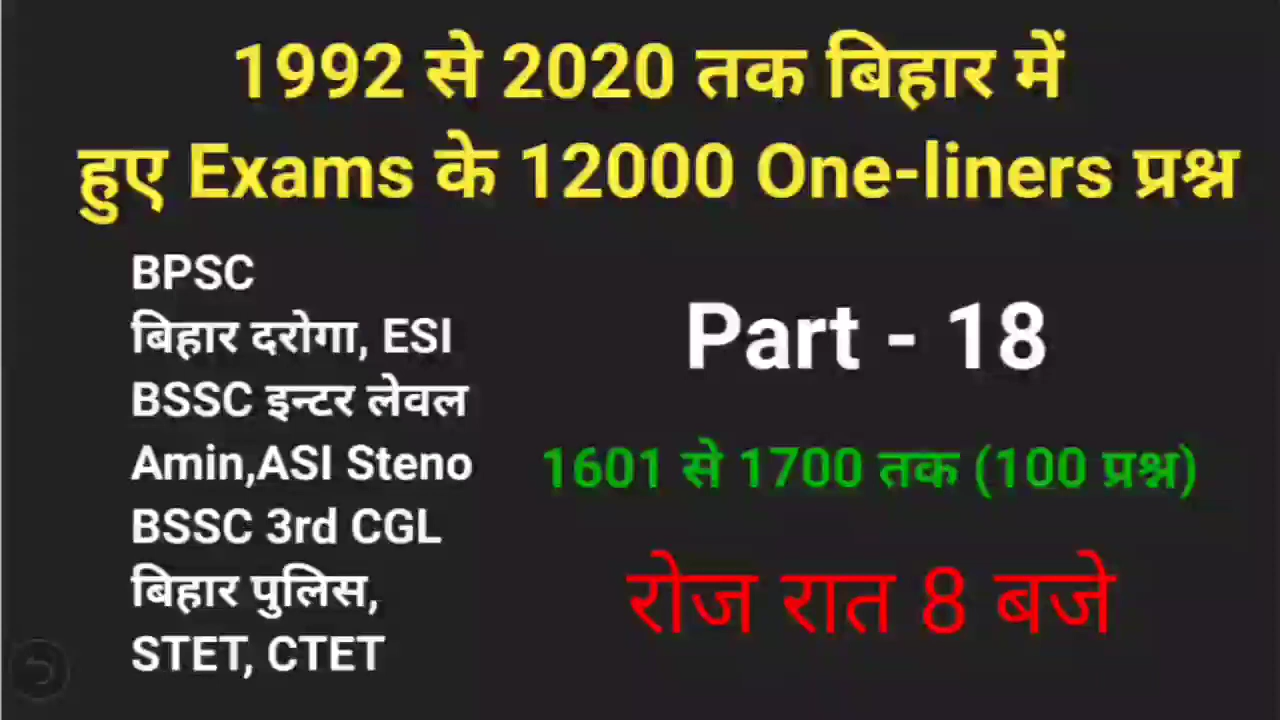 1992 से 2020 तक बिहार में
हुए Exams के 12000 One-liners प्रश्न
BPSC
बिहार दरोगा, ESI
BSSC इन्टर लेवल
Amin,ASI Steno
BSSC 3rd CGL
बिहार पुलिस,
STET, CTET
Part - 18
1601 से 1700 तक (100 प्रश्न)
रोज रात 8 बजे